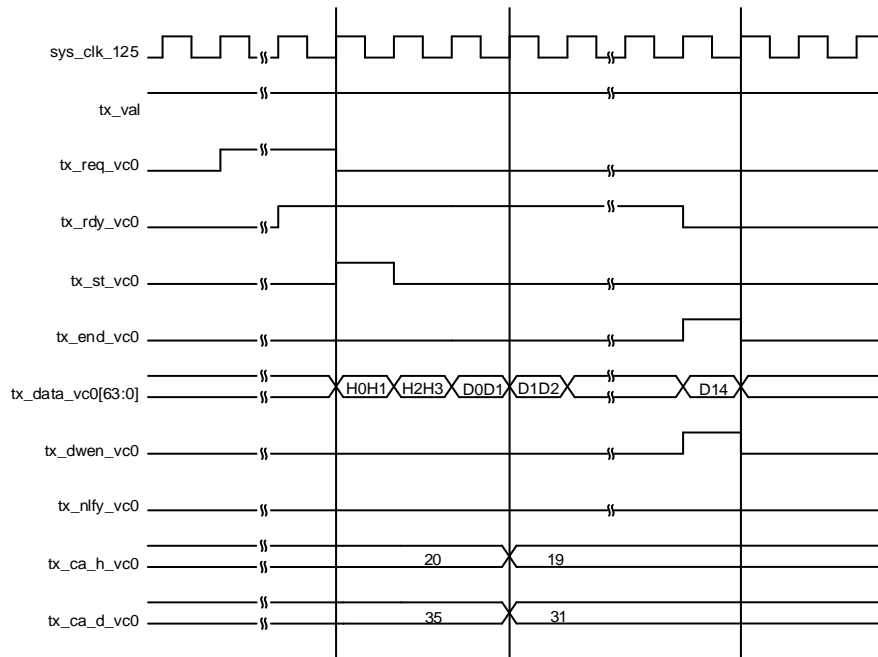 sys_clk_125
tx_val
tx_req_vc0
tx_rdy_vc0
tx_st_vc0
tx_end_vc0
tx_data_vc0[63:0] H0H1 H2H3 D0D1 D1D2 D14
tx_dwen_vc0
tx_nlfy_vc0
tx_ca_h_vc0 20 19
tx_ca_d_vc0 35 31